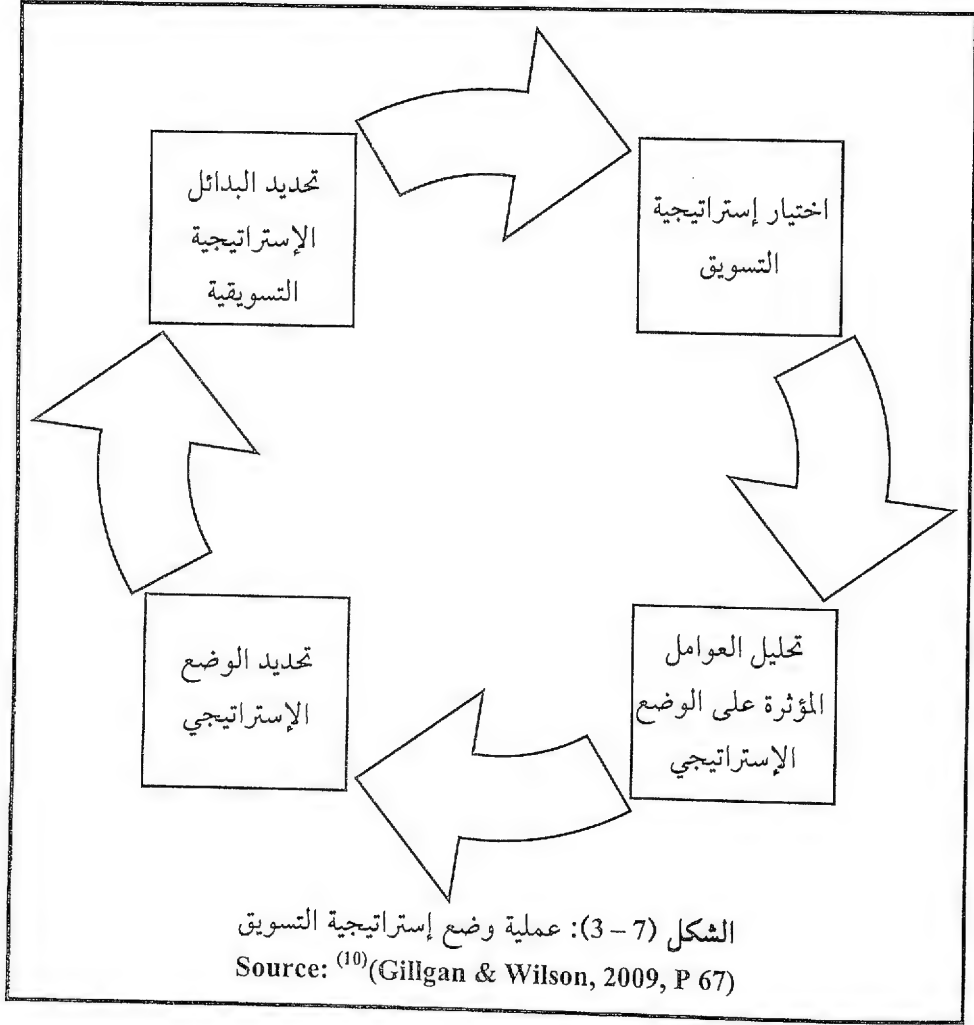 تحديد البدائل
الإستراتيجية
التسويقية
اختيار إستراتيجية
التسويق
تحديد الوضع
الإستراتيجي
تحليل العوامل
المؤثرة على الوضع
الإستراتيجي
الشكل (7 – 3): عملية وضع إستراتيجية التسويق
Source: (10)(Gillgan & Wilson, 2009, P 67)